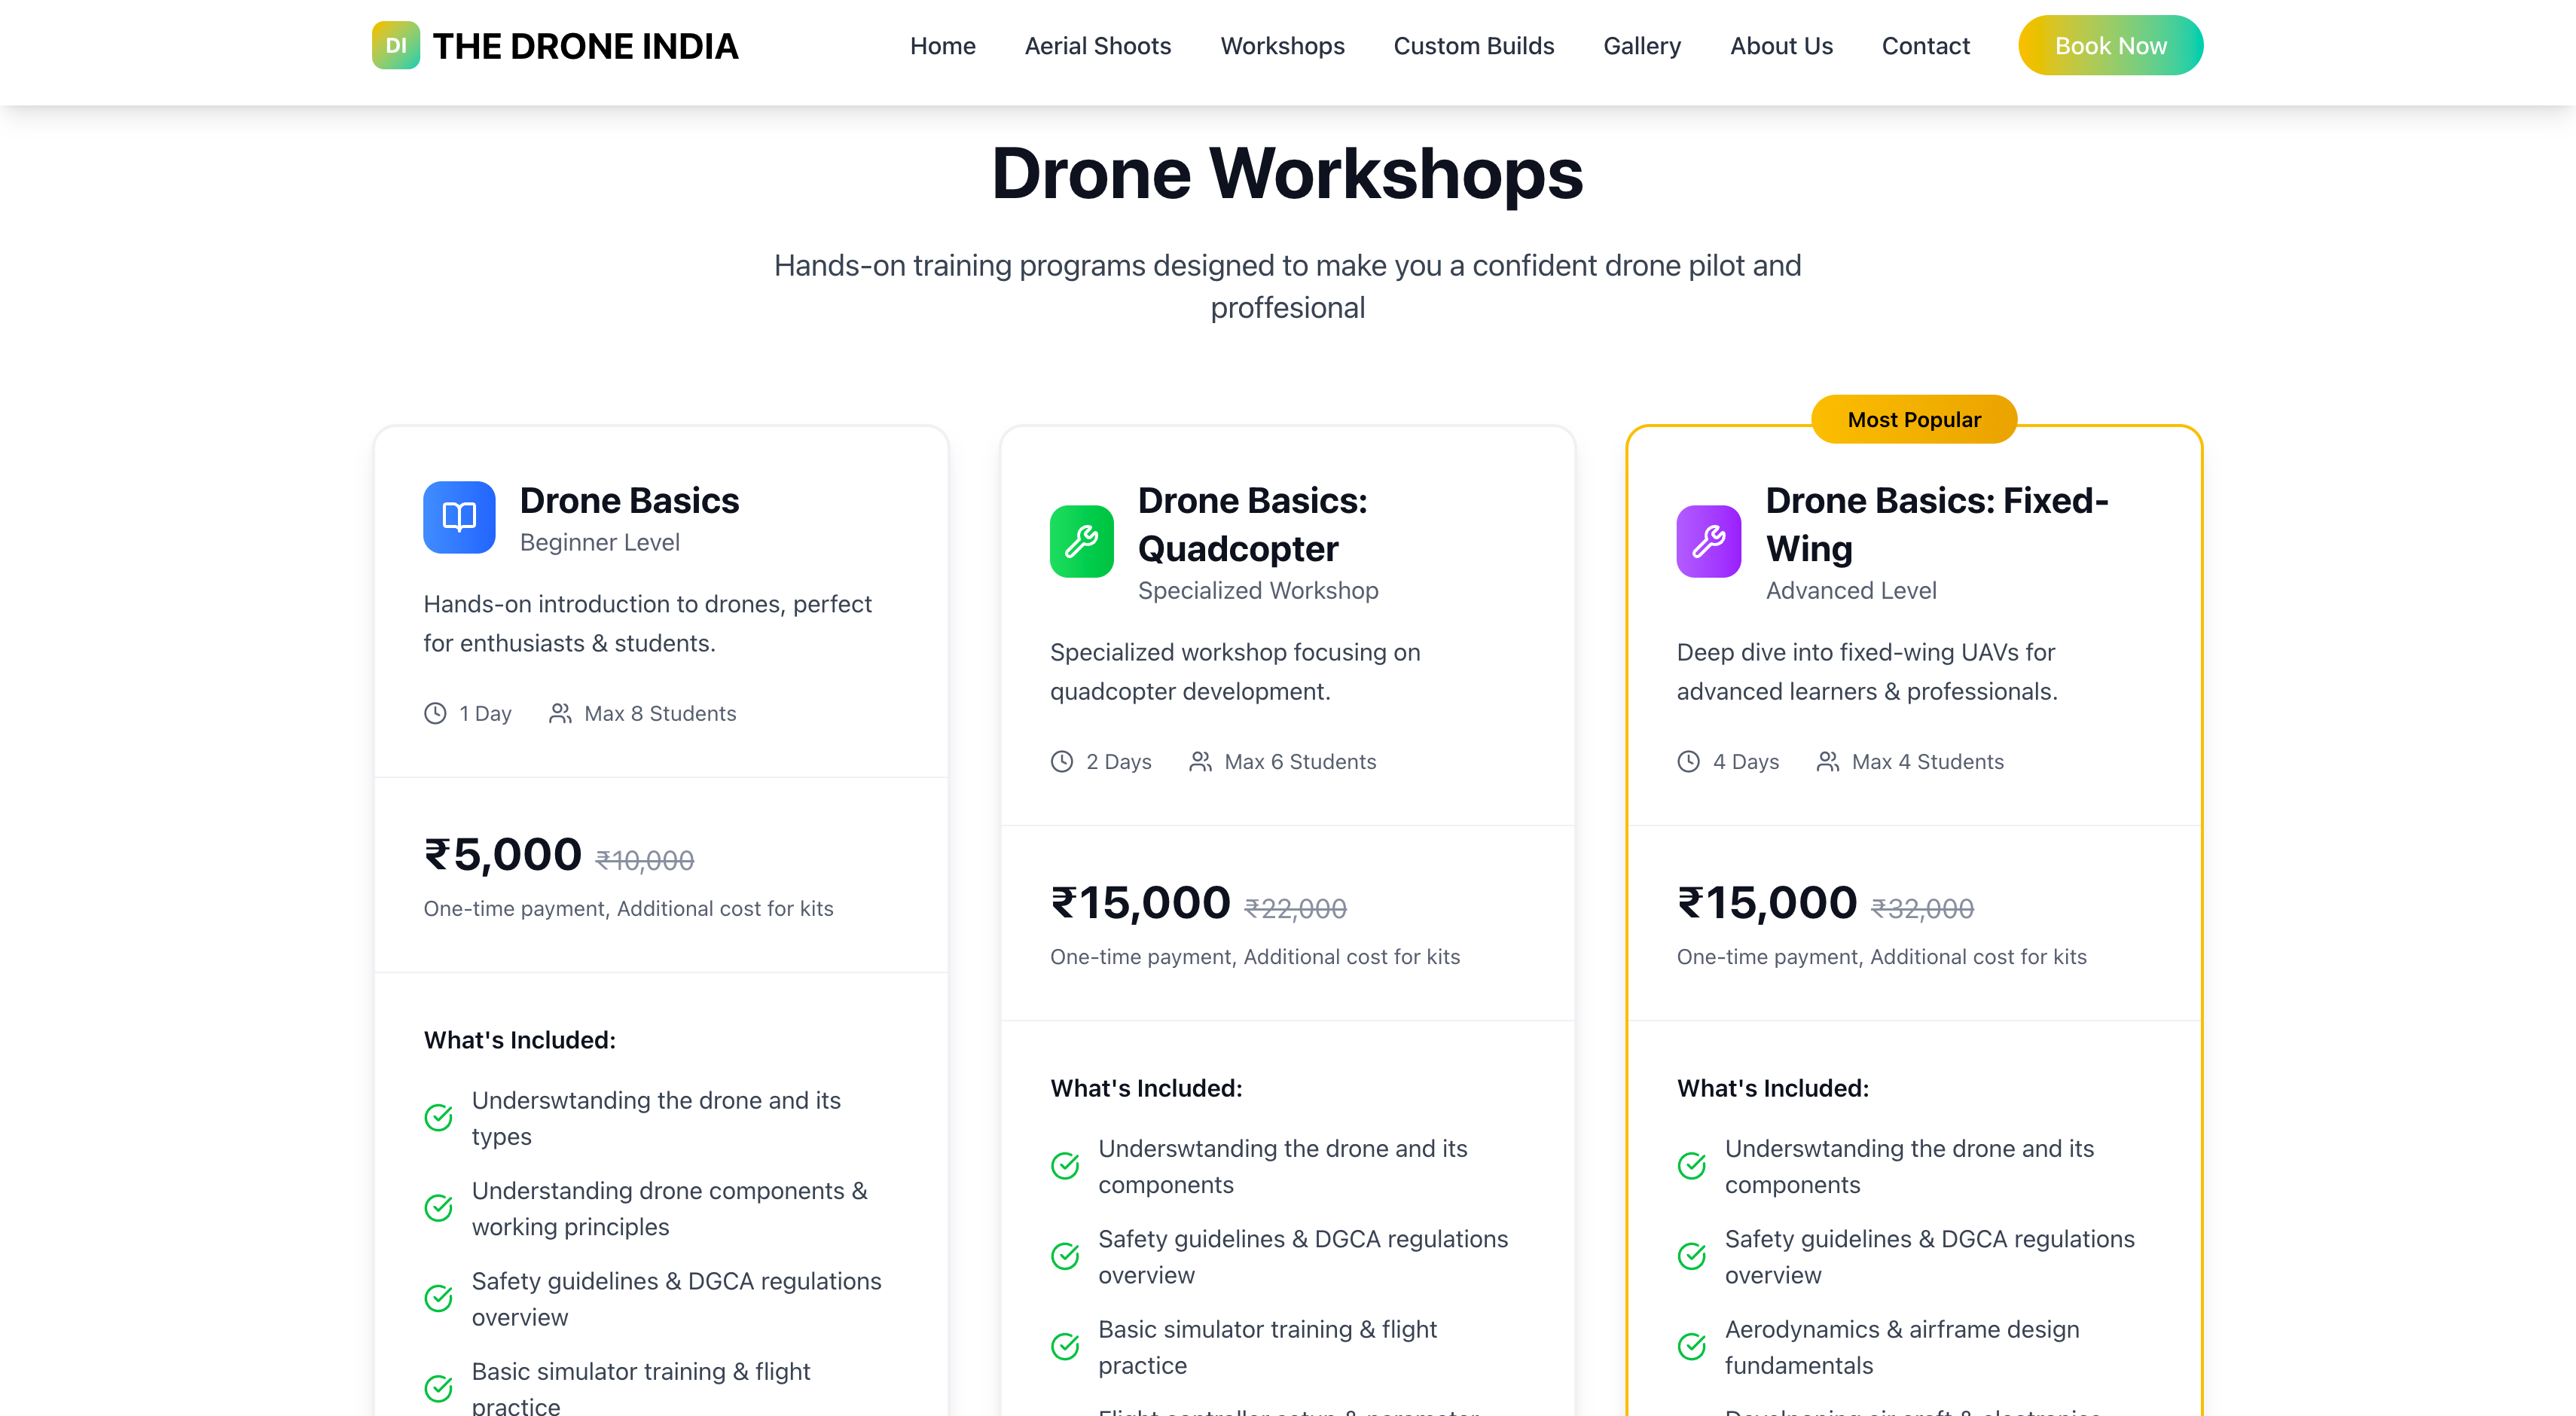 DI THE DRONE INDIA
Home Aerial Shoots Workshops Custom Builds Gallery About Us Contact Book Now
Drone Workshops
Hands-on training programs designed to make you a confident drone pilot and
proffesional
Drone Basics
Beginner Level
Hands-on introduction to drones, perfect
for enthusiasts & students.
1 Day Max 8 Students
₹5,000 ₹10,000
One-time payment, Additional cost for kits
What's Included:
Underswtanding the drone and its
types
Understanding drone components &
working principles
Safety guidelines & DGCA regulations
overview
Basic simulator training & flight
practice
Drone Basics:
Quadcopter
Specialized Workshop
Specialized workshop focusing on
quadcopter development.
2 Days Max 6 Students
₹15,000 ₹22,000
One-time payment, Additional cost for kits
What's Included:
Underswtanding the drone and its
components
Safety guidelines & DGCA regulations
overview
Basic simulator training & flight
practice
Most Popular
Drone Basics: Fixed-
Wing
Advanced Level
Deep dive into fixed-wing UAVs for
advanced learners & professionals.
4 Days Max 4 Students
₹15,000 ₹32,000
One-time payment, Additional cost for kits
What's Included:
Underswtanding the drone and its
components
Safety guidelines & DGCA regulations
overview
Aerodynamics & airframe design
fundamentals